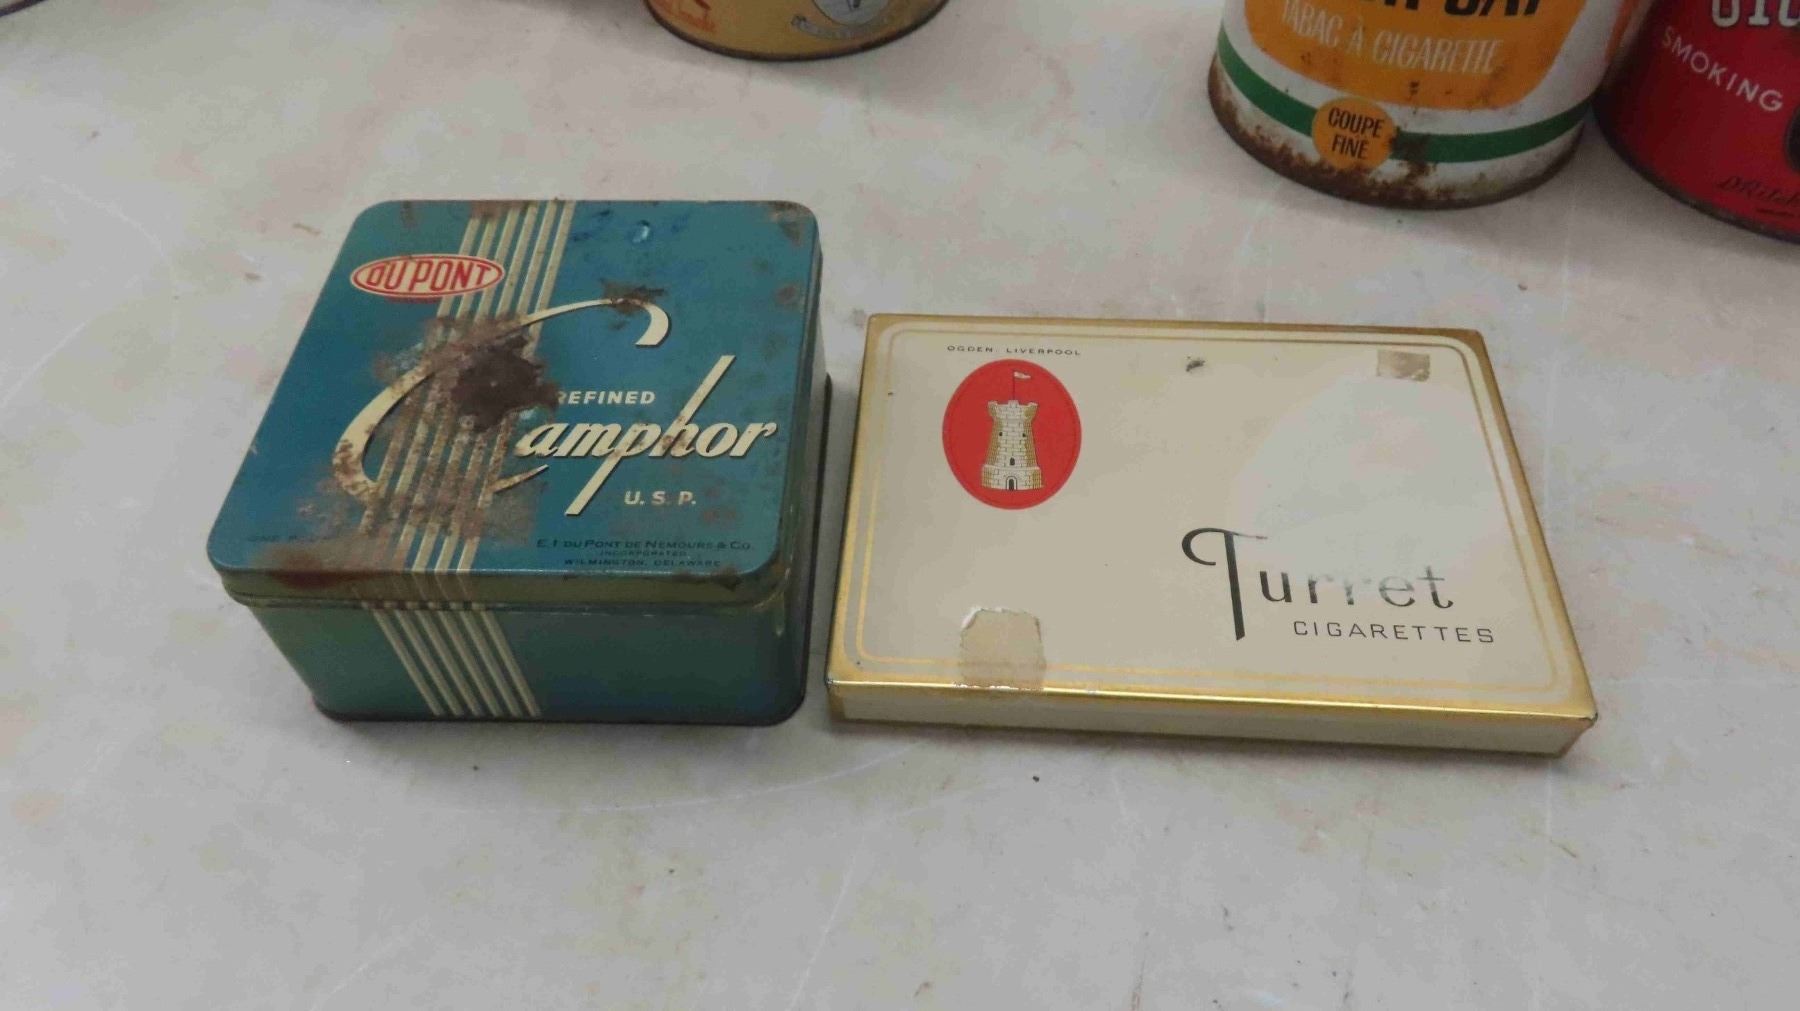 TABAC À CIGARETTE
COUPE
FINE
SMOKING
DU PONT
REFINED
Camphor
U.S.P.
E. I. DU PONT DE NEMOURS & CO.
INCORPORATED
WILMINGTON, DELAWARE
OGDEN. LIVERPOOL
Turret
CIGARETTES